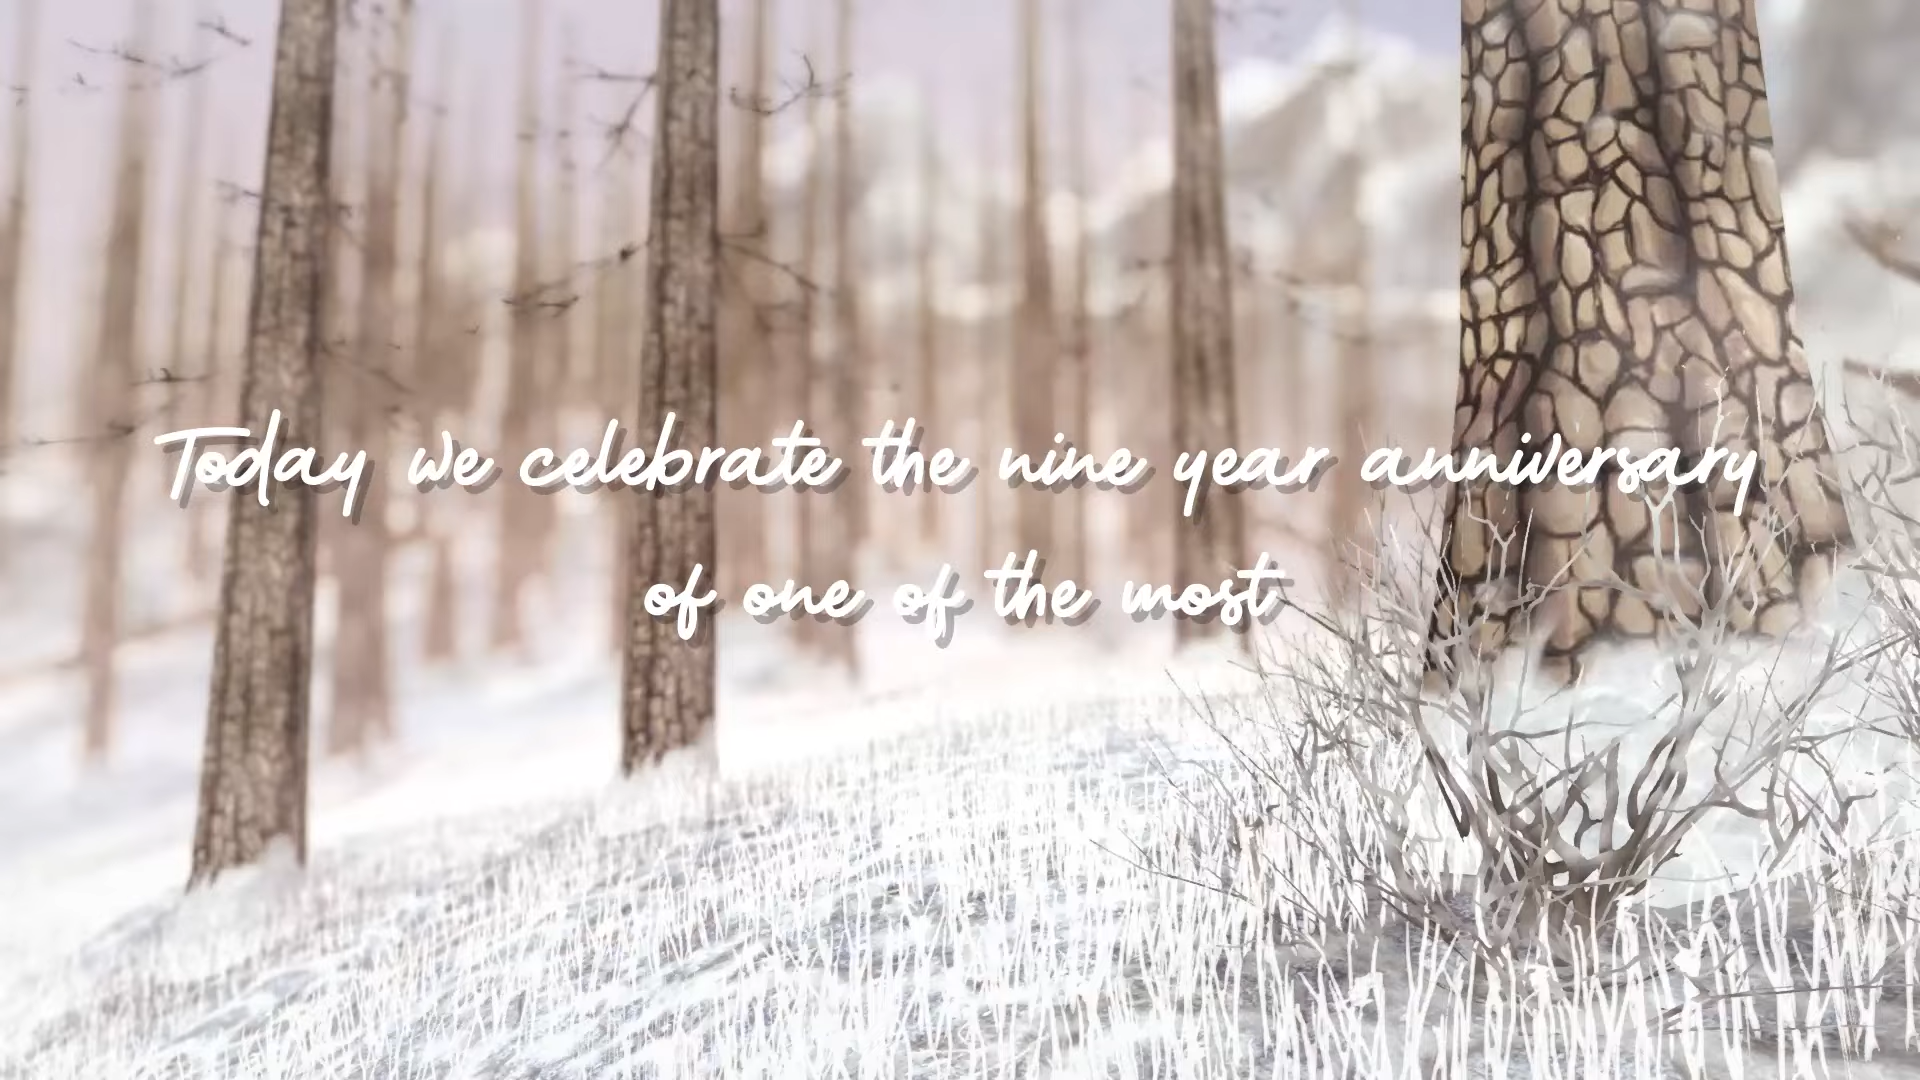 Today we celebrate the nine year anniversary
of one of the most